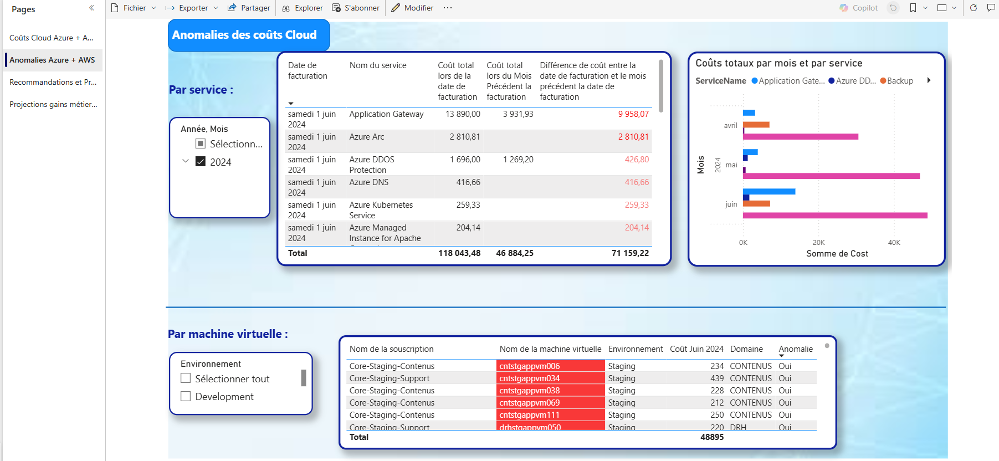 Pages
Fichier
Exporter
Partager
Explorer
S'abonner
Modifier
Copilot
Coûts Cloud Azure + A...
Anomalies Azure + AWS
Recommandations et Pr...
Projections gains métier...
Anomalies des coûts Cloud
Par service :
Année, Mois
Sélectionn...
2024
Date de facturation
Nom du service
Coût total lors de la date de facturation
Coût total lors du Mois Précédent la facturation
Différence de coût entre la date de facturation et le mois précédent la date de facturation
samedi 1 juin 2024 Application Gateway 13 890,00 3 931,93 9 958,07
samedi 1 juin 2024 Azure Arc 2 810,81 2 810,81
samedi 1 juin 2024 Azure DDOS Protection 1 696,00 1 269,20 426,80
samedi 1 juin 2024 Azure DNS 416,66 416,66
samedi 1 juin 2024 Azure Kubernetes Service 259,33 259,33
samedi 1 juin 2024 Azure Managed Instance for Apache 204,14 204,14
Total 118 043,48 46 884,25 71 159,22
Coûts totaux par mois et par service
ServiceName Application Gate... Azure DD... Backup
Mois
2024
avril
mai
juin
0K 20K 40K
Somme de Cost
Par machine virtuelle :
Environnement
Sélectionner tout
Development
Nom de la souscription Nom de la machine virtuelle Environnement Coût Juin 2024 Domaine Anomalie
Core-Staging-Contenus cntstgappvm006 Staging 234 CONTENUS Oui
Core-Staging-Support cntstgappvm034 Staging 439 CONTENUS Oui
Core-Staging-Contenus cntstgappvm038 Staging 228 CONTENUS Oui
Core-Staging-Contenus cntstgappvm069 Staging 212 CONTENUS Oui
Core-Staging-Contenus cntstgappvm111 Staging 250 CONTENUS Oui
Core-Staging-Support drhstgappvm050 Staging 220 DRH Oui
Total 48895